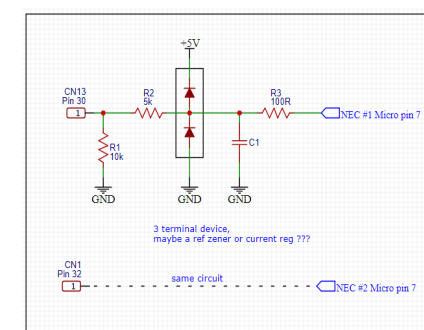 +5V
CN13
Pin 30
1
R2
5k
R3
100R
NEC #1 Micro pin 7
R1
10k
C1
GND
GND
GND
3 terminal device,
maybe a ref zener or current reg ???
CN1
Pin 32
1
same circuit
NEC #2 Micro pin 7